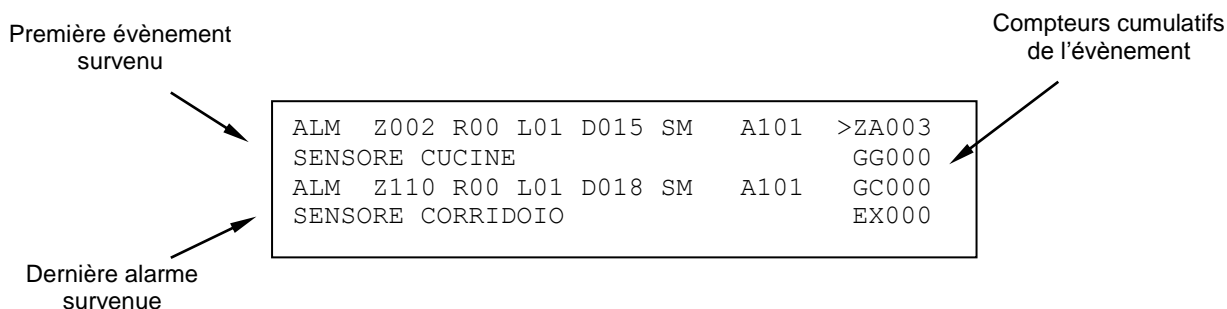 Première évènement
survenu
Compteurs cumulatifs
de l'évènement
ALM Z002 R00 L01 D015 SM A101 >ZA003
SENSORE CUCINE GG000
ALM Z110 R00 L01 D018 SM A101 GC000
SENSORE CORRIDOIO EX000
Dernière alarme
survenue